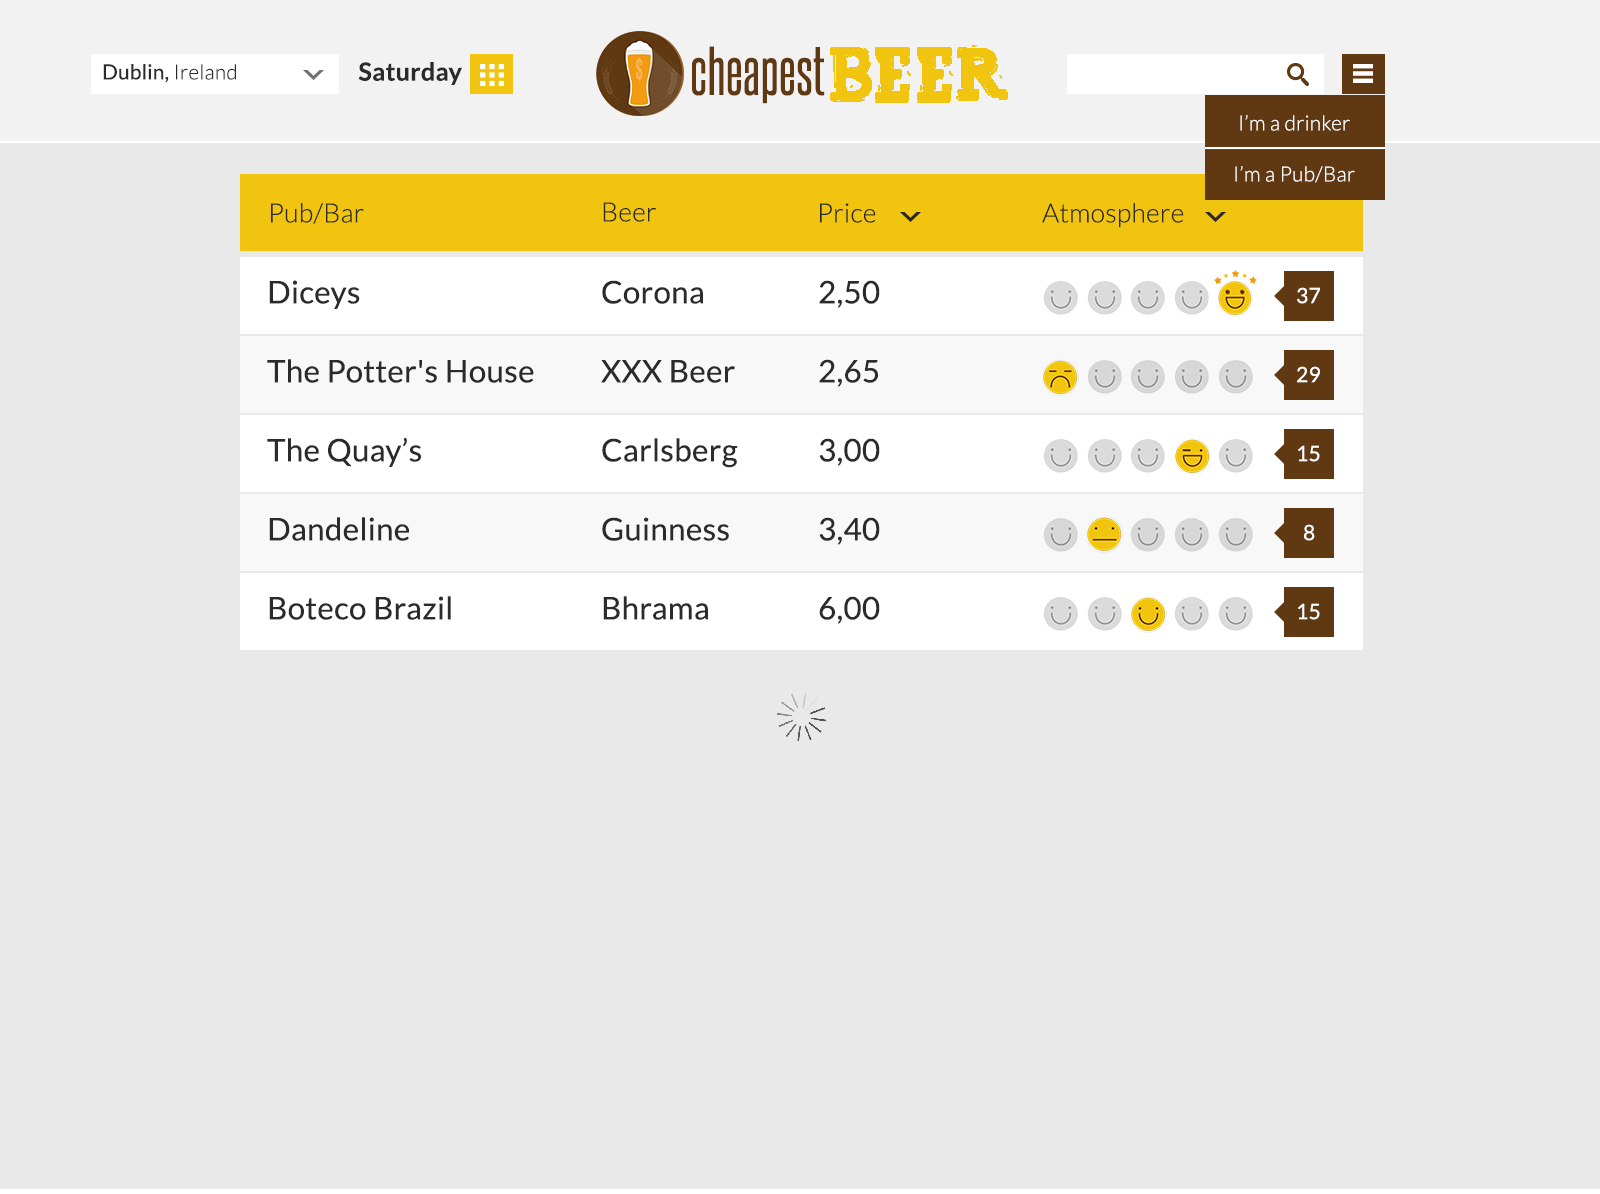 Dublin, Ireland
Saturday
cheapest BEER
I'm a drinker
I'm a Pub/Bar
Pub/Bar Beer Price Atmosphere
Diceys Corona 2,50 37
The Potter's House XXX Beer 2,65 29
The Quay’s Carlsberg 3,00 15
Dandeline Guinness 3,40 8
Boteco Brazil Bhrama 6,00 15